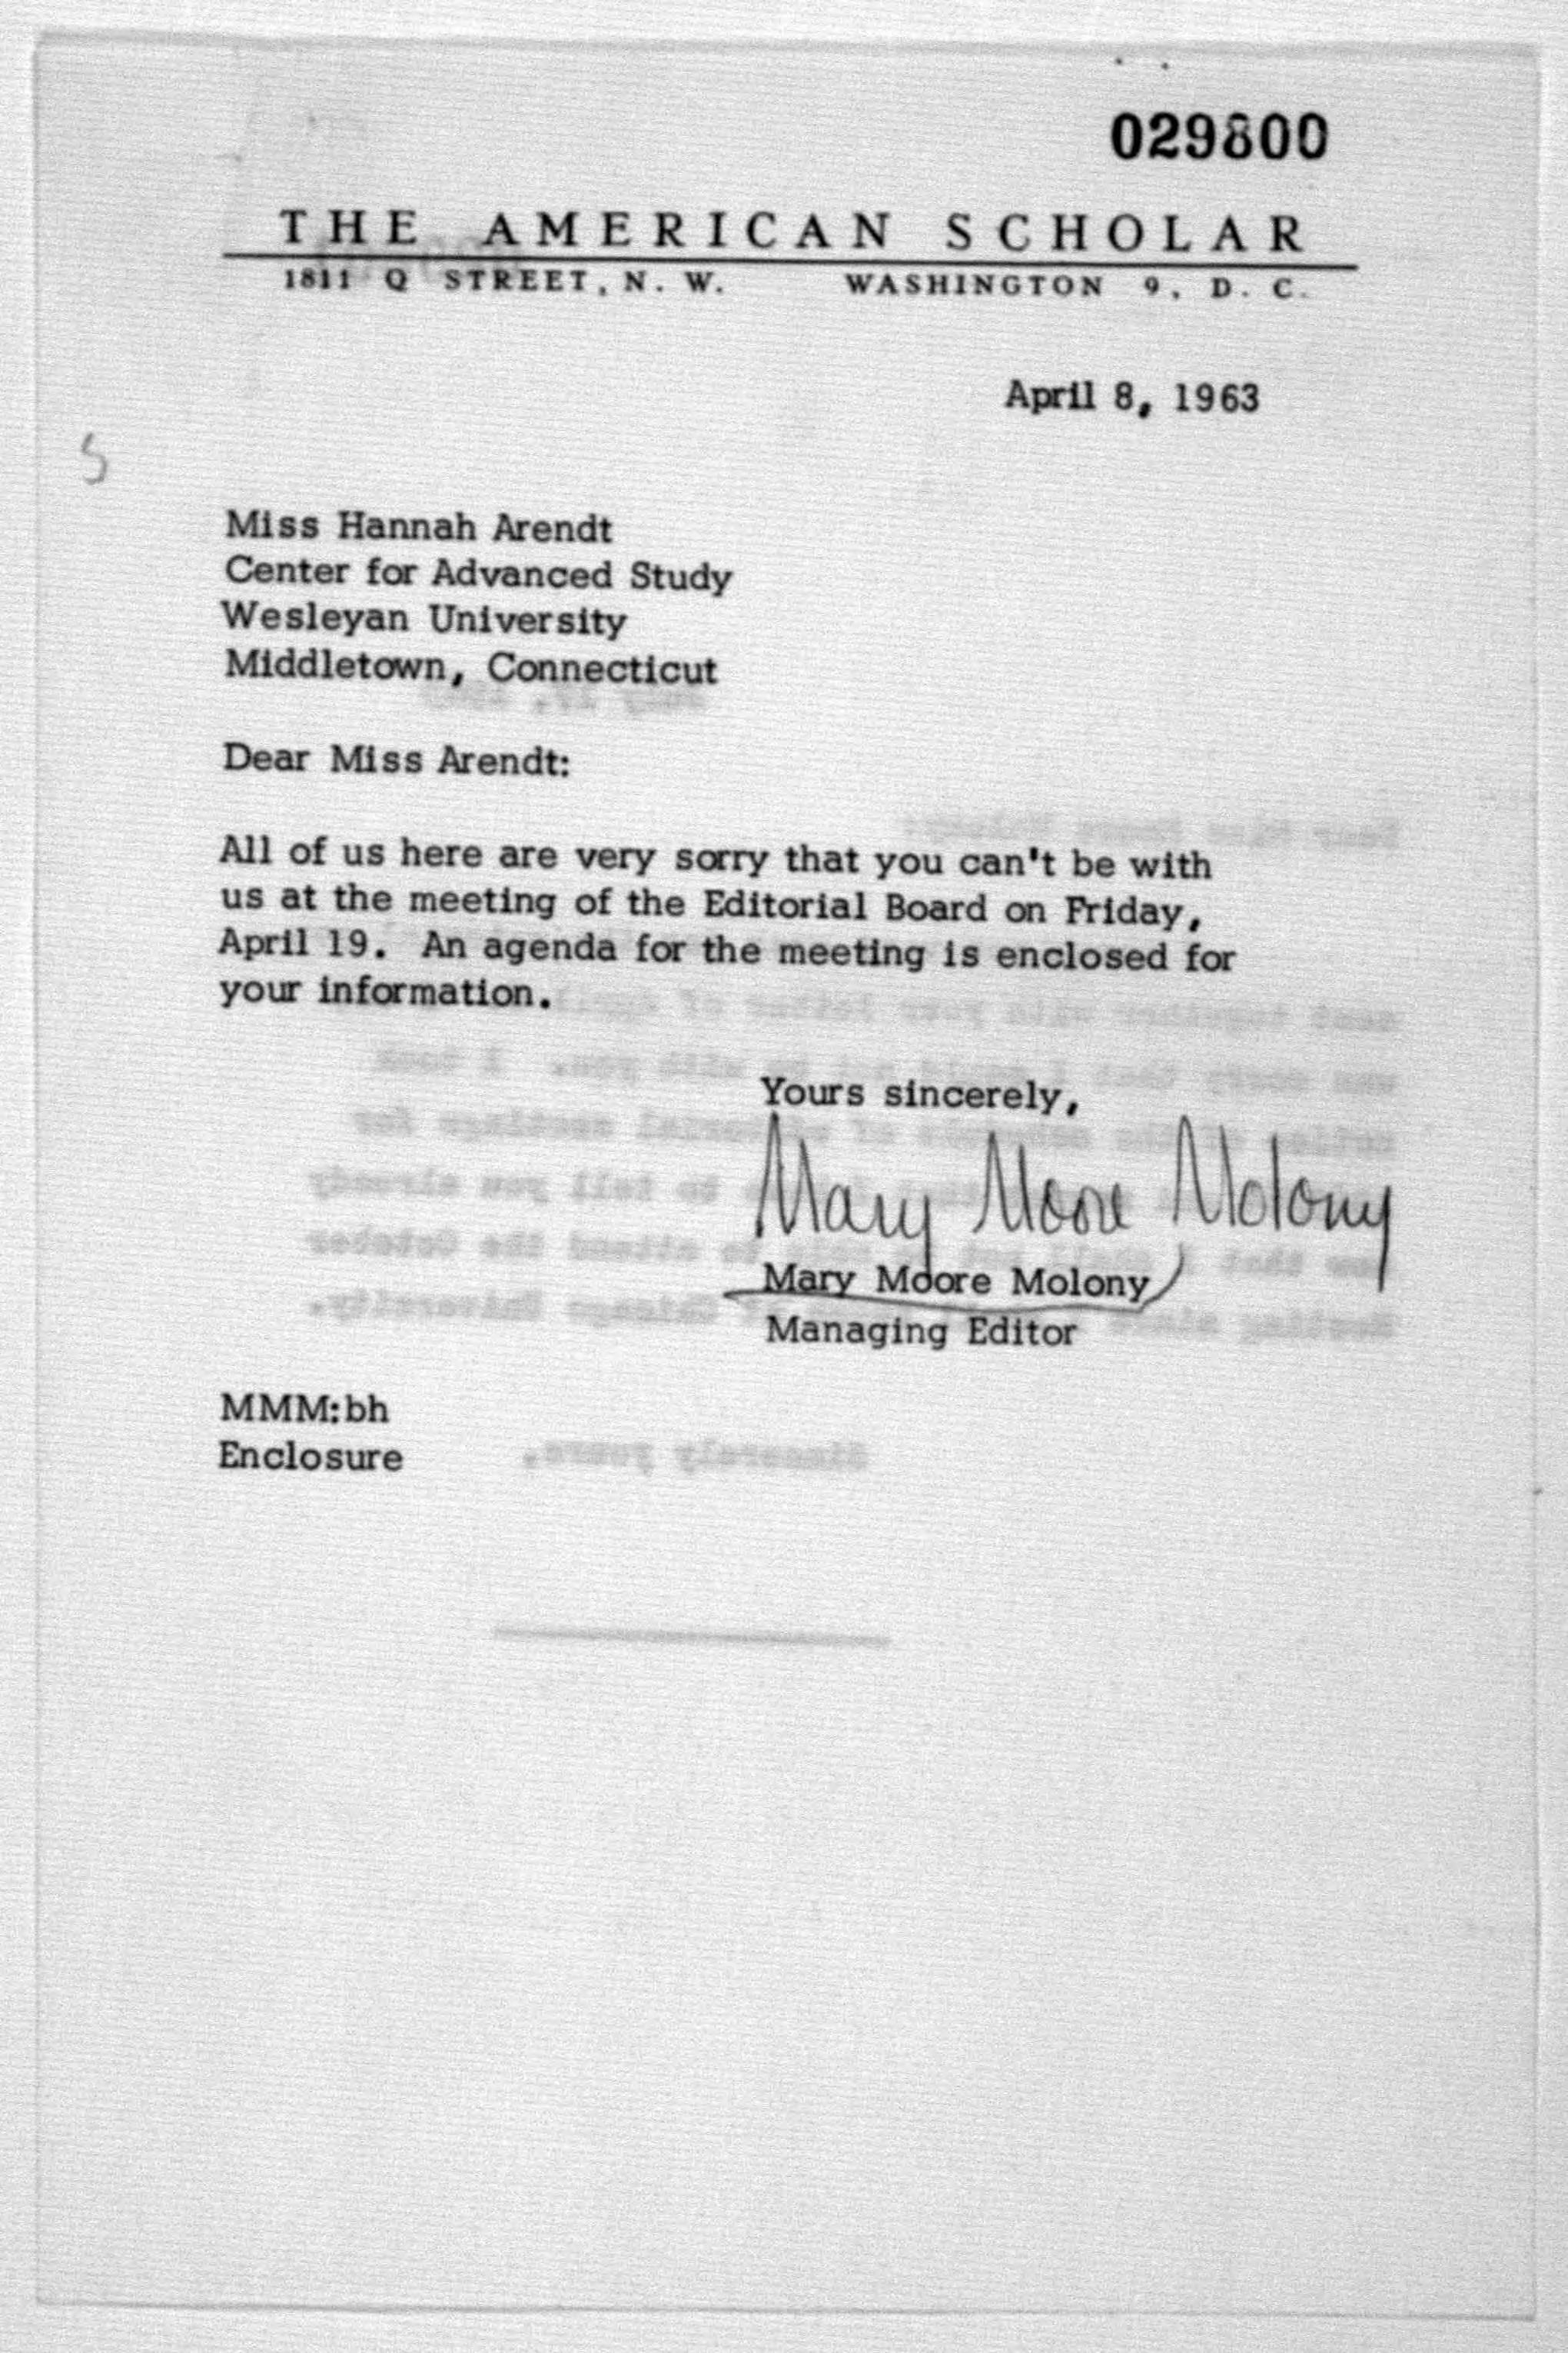 029800
THE AMERICAN SCHOLAR
1811 Q STREET, N. W. WASHINGTON 9, D. C.
April 8, 1963
S
Miss Hannah Arendt
Center for Advanced Study
Wesleyan University
Middletown, Connecticut
Dear Miss Arendt:
All of us here are very sorry that you can't be with
us at the meeting of the Editorial Board on Friday,
April 19. An agenda for the meeting is enclosed for
your information.
Yours sincerely,
Mary Moore Molony
Mary Moore Molony
Managing Editor
MMM:bh
Enclosure